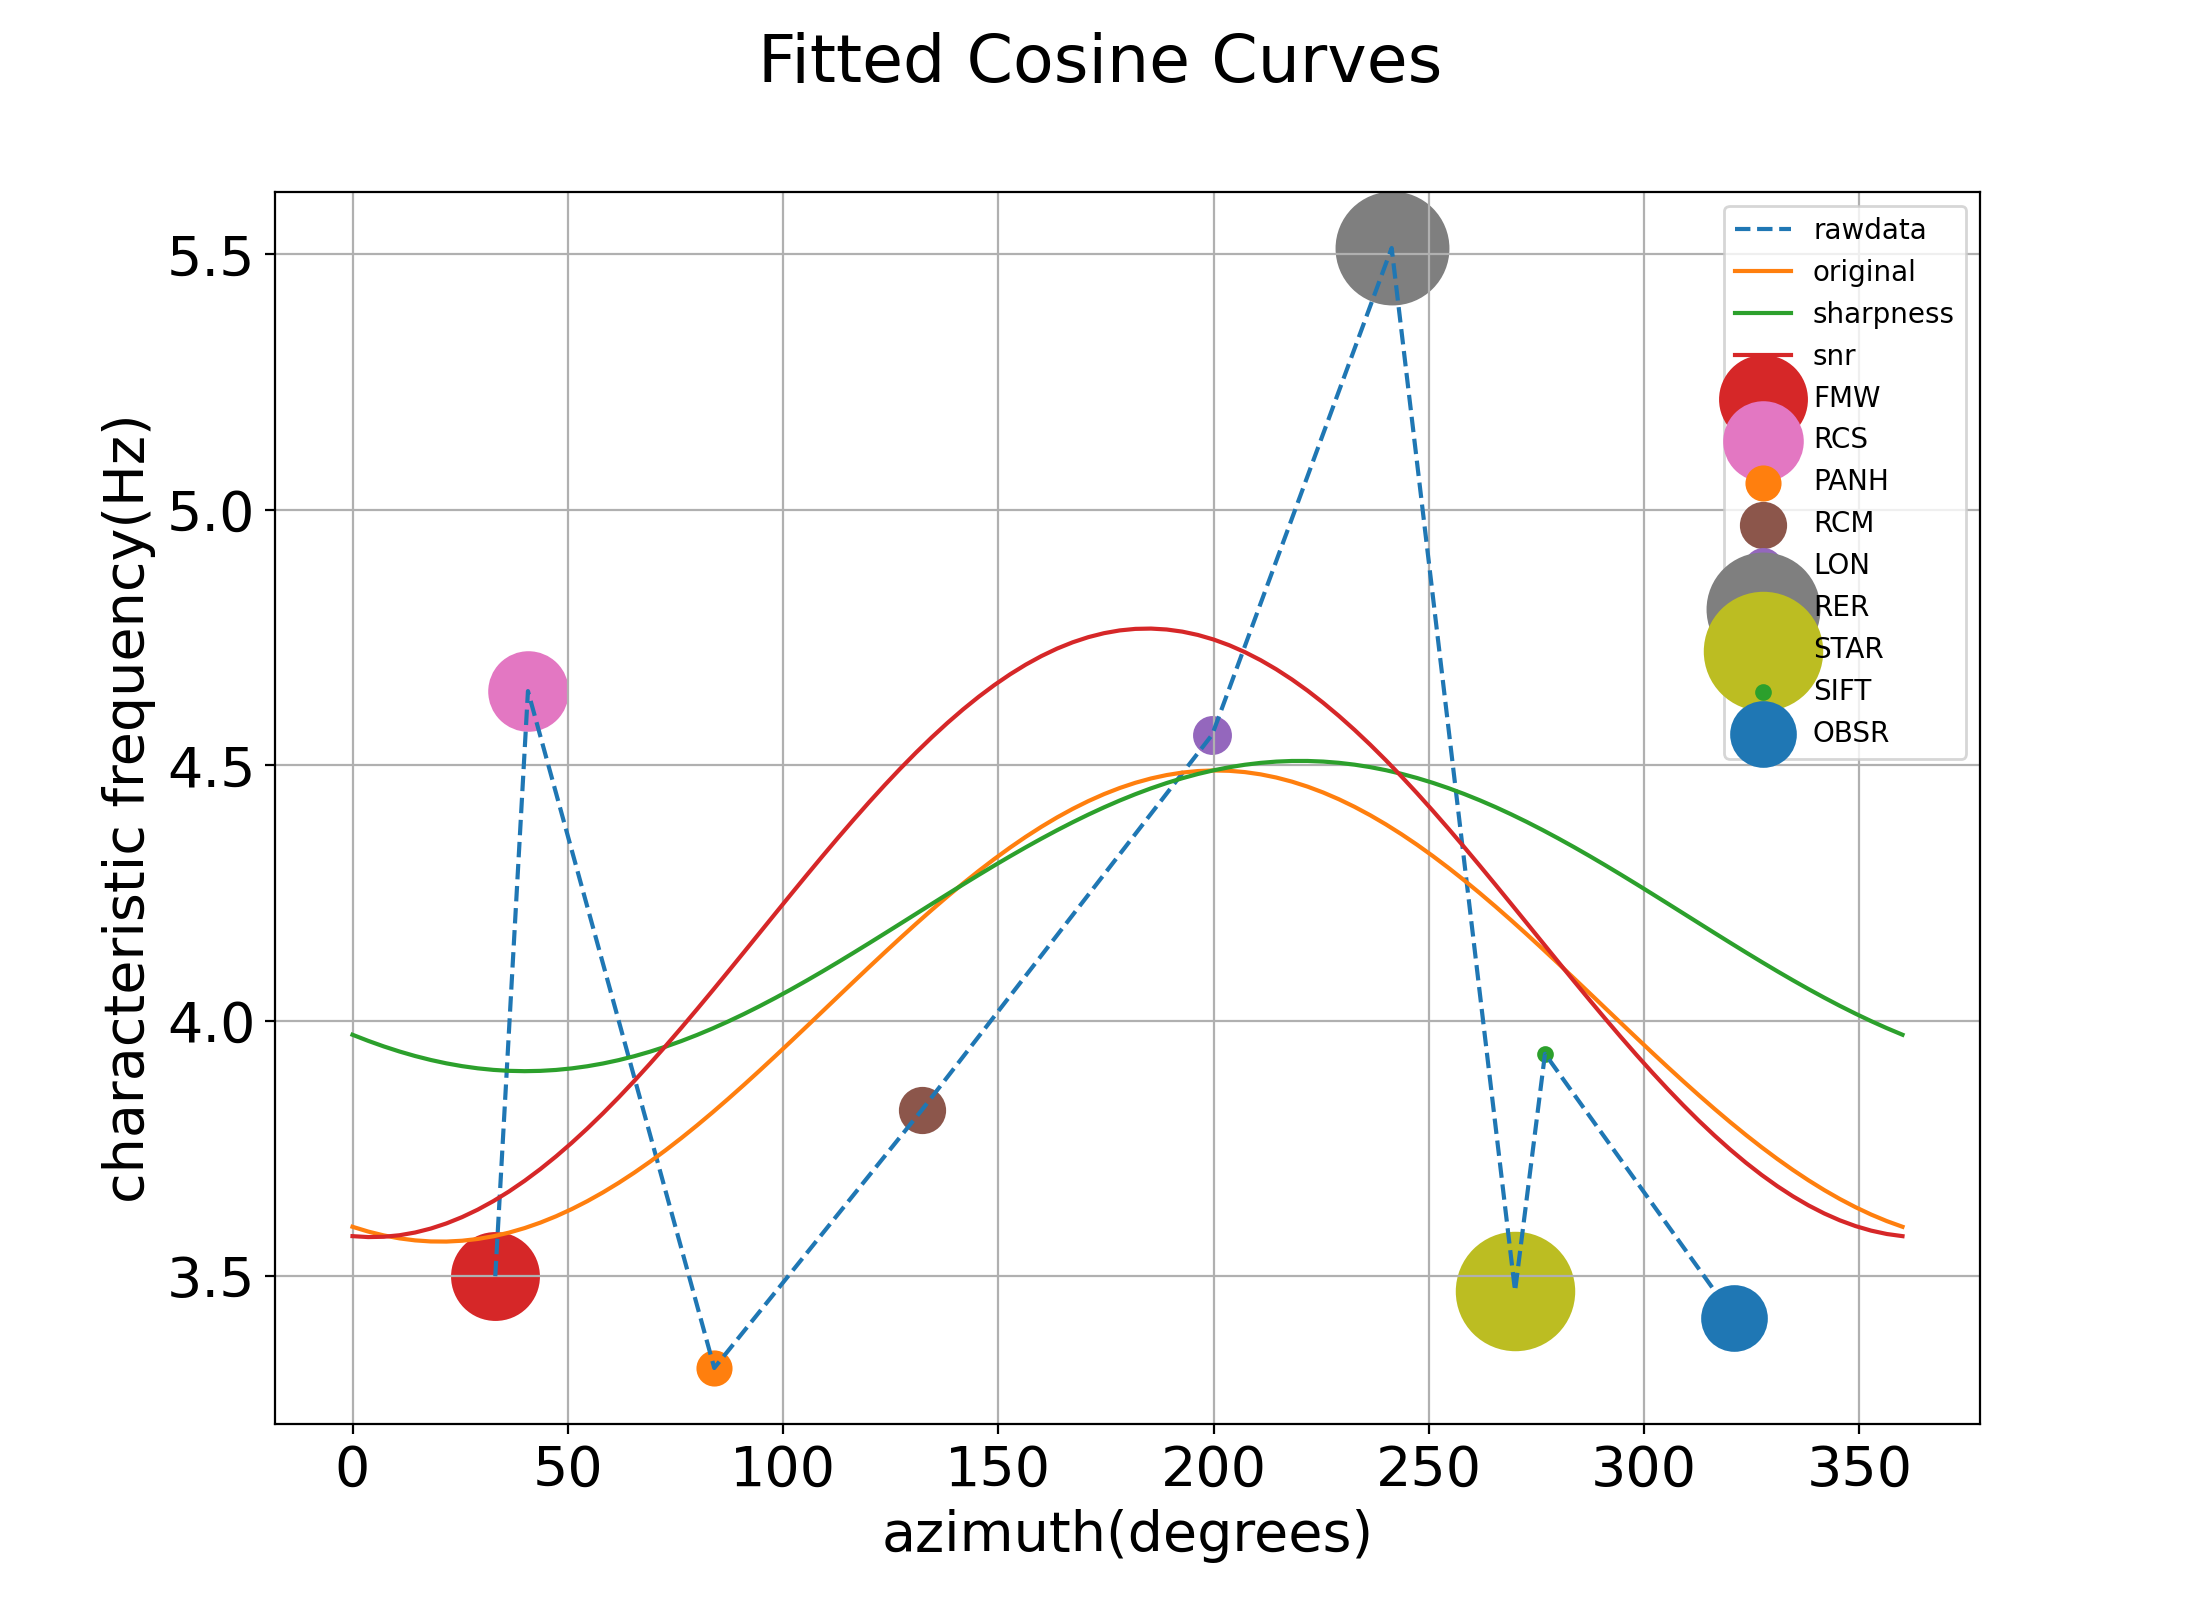 Fitted Cosine Curves
characteristic frequency(Hz)
5.5
5.0
4.5
4.0
3.5
rawdata
original
sharpness
snr
FMW
RCS
PANH
RCM
LON
RER
STAR
SIFT
OBSR
0 50 100 150 200 250 300 350
azimuth(degrees)